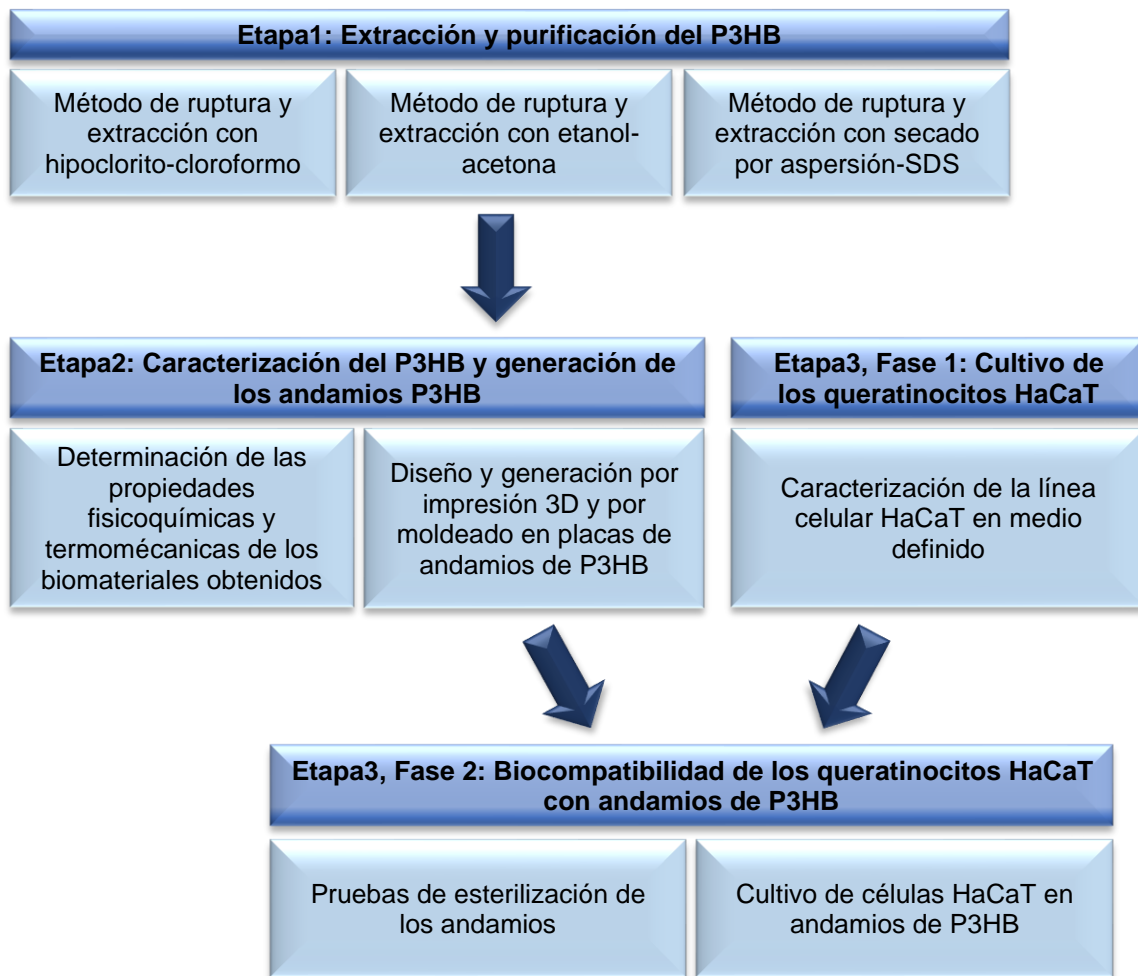 Etapa1: Extracción y purificación del P3HB
Método de ruptura y
extracción con
hipoclorito-cloroformo
Método de ruptura y
extracción con etanol-
acetona
Método de ruptura y
extracción con secado
por aspersión-SDS
Etapa2: Caracterización del P3HB y generación de
los andamios P3HB
Determinación de las
propiedades
fisicoquímicas y
termomécanicas de los
biomateriales obtenidos
Diseño y generación por
impresión 3D y por
moldeado en placas de
andamios de P3HB
Etapa3, Fase 1: Cultivo de
los queratinocitos HaCaT
Caracterización de la línea
celular HaCaT en medio
definido
Etapa3, Fase 2: Biocompatibilidad de los queratinocitos HaCaT
con andamios de P3HB
Pruebas de esterilización de
los andamios
Cultivo de células HaCaT en
andamios de P3HB